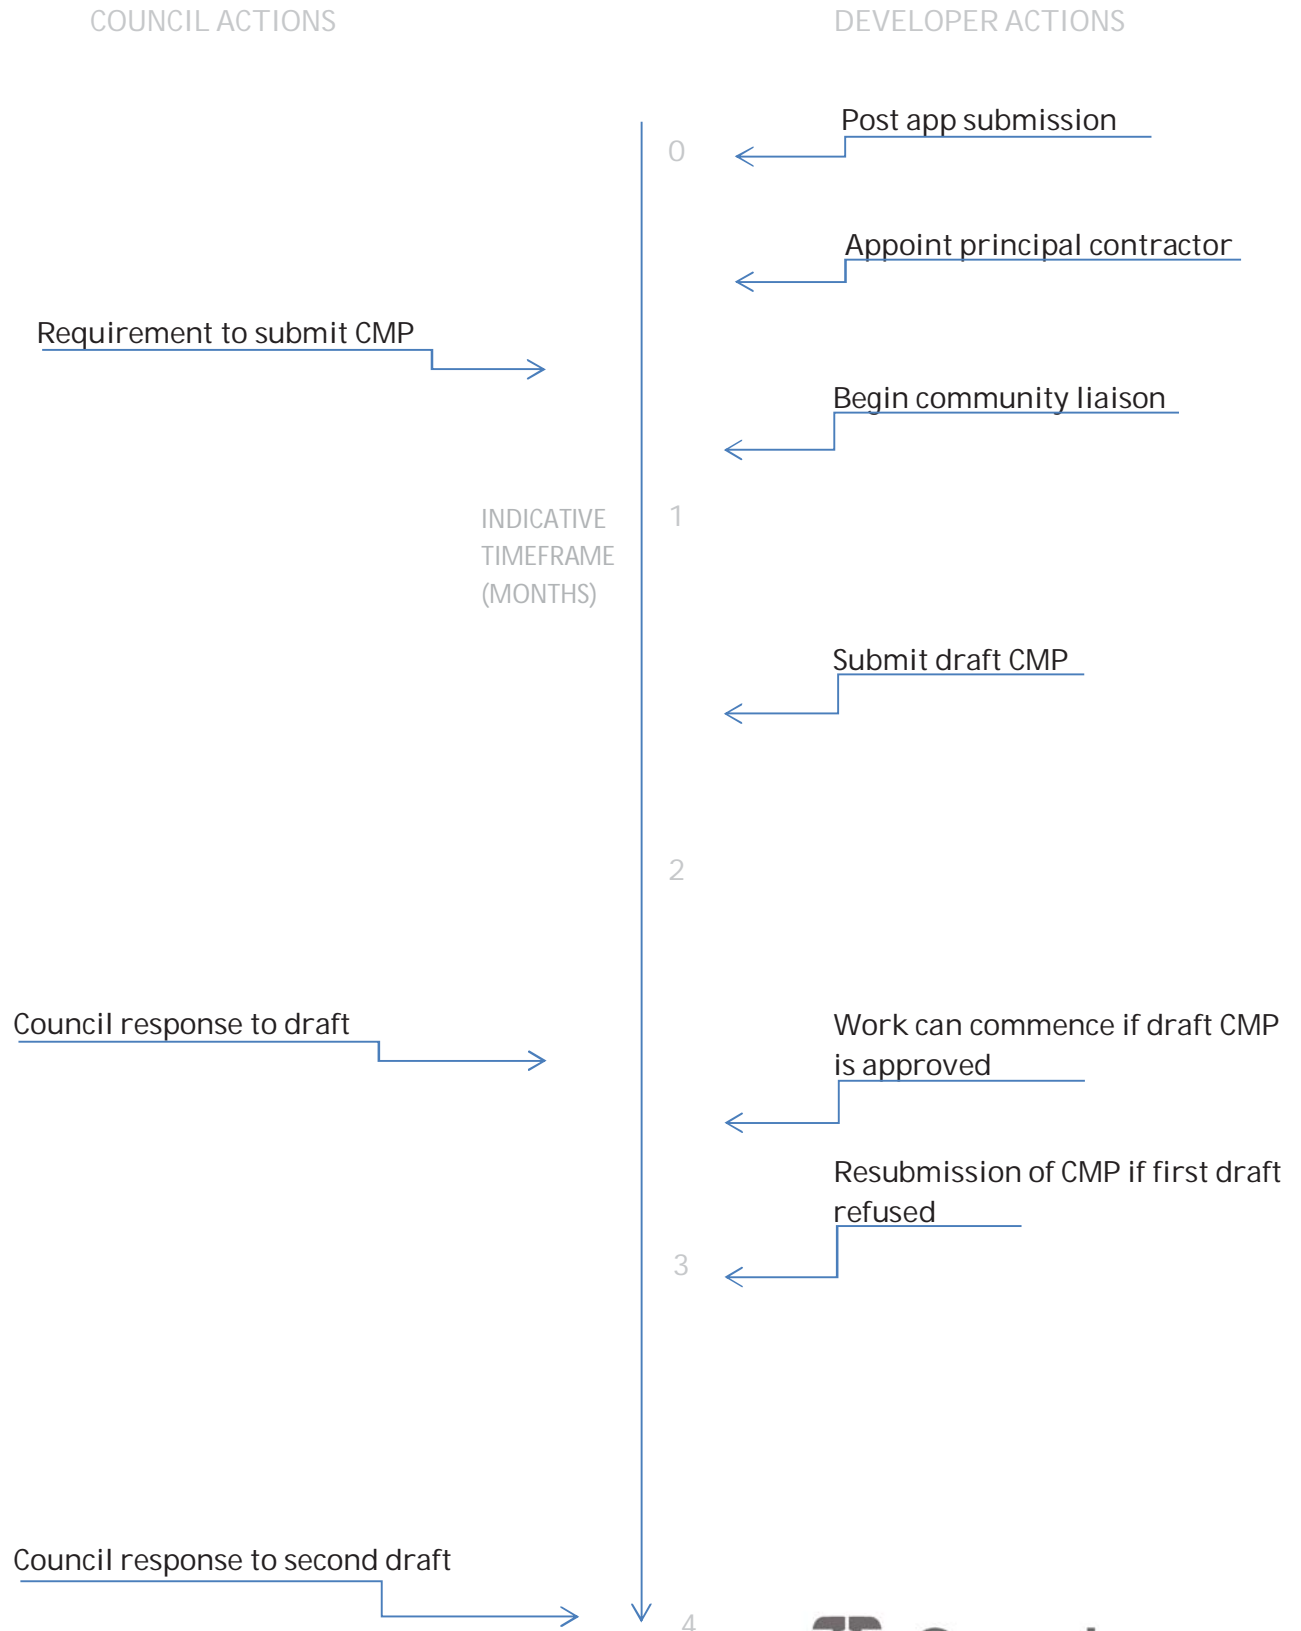 COUNCIL ACTIONS
DEVELOPER ACTIONS
Post app submission
0
Appoint principal contractor
Requirement to submit CMP
Begin community liaison
INDICATIVE
TIMEFRAME
(MONTHS)
1
Submit draft CMP
2
Council response to draft
Work can commence if draft CMP
is approved
Resubmission of CMP if first draft
refused
3
Council response to second draft
4